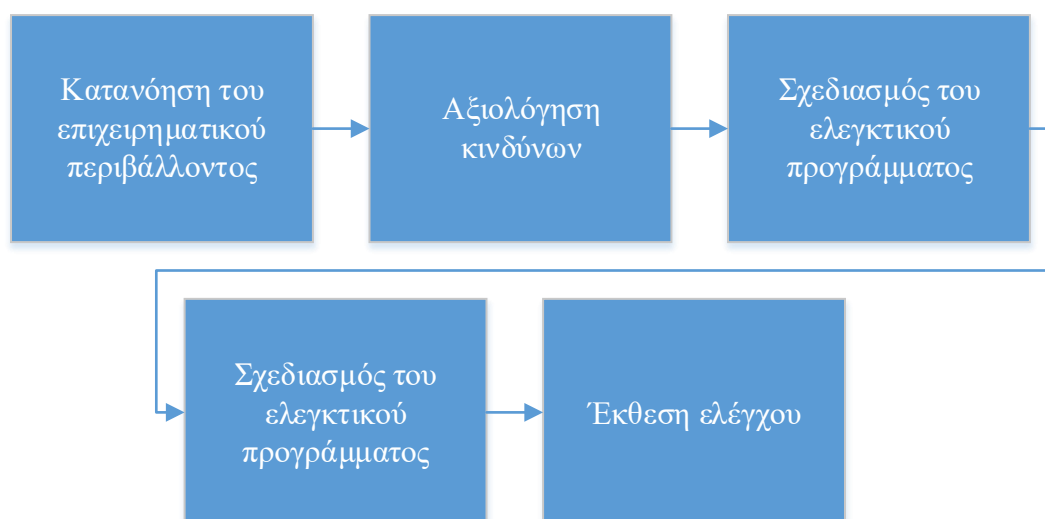 Κατανόηση του
επιχειρηματικού
περιβάλλοντος
Αξιολόγηση
κινδύνων
Σχεδιασμός του
ελεγκτικού
προγράμματος
Σχεδιασμός του
ελεγκτικού
προγράμματος
Έκθεση ελέγχου